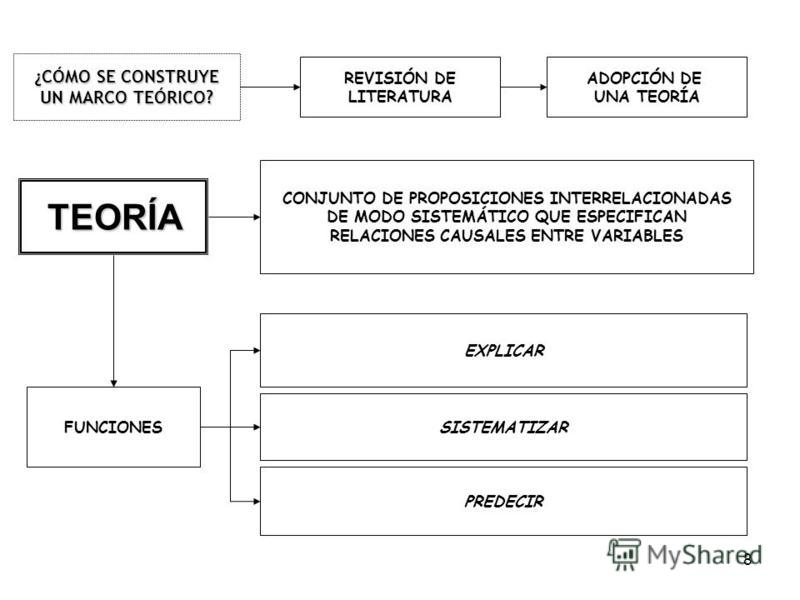 ¿CÓMO SE CONSTRUYE
UN MARCO TEÓRICO?
REVISIÓN DE
LITERATURA
ADOPCIÓN DE
UNA TEORÍA
TEORÍA
CONJUNTO DE PROPOSICIONES INTERRELACIONADAS
DE MODO SISTEMÁTICO QUE ESPECIFICAN
RELACIONES CAUSALES ENTRE VARIABLES
FUNCIONES
EXPLICAR
SISTEMATIZAR
PREDECIR
MyShared
8